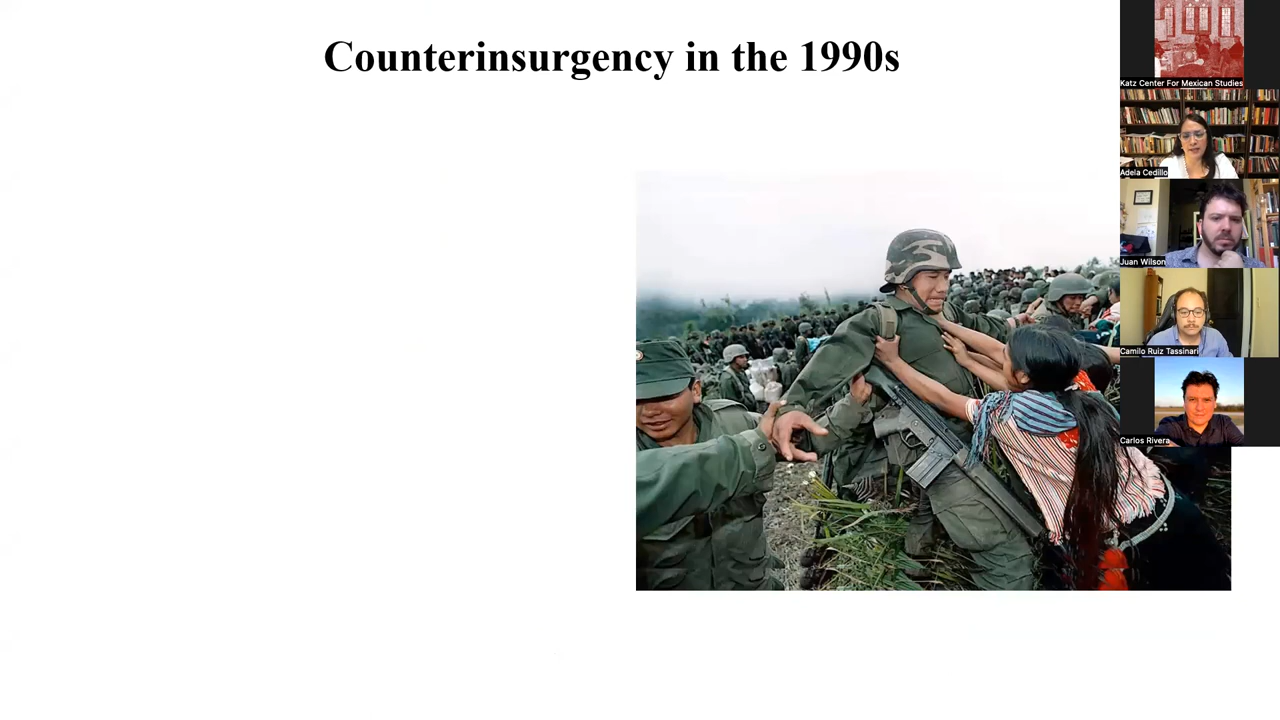 Counterinsurgency in the 1990s
Katz Center For Mexican Studies
Adela Cedillo
Juan Wilson
Camilo Ruiz Tassinari
Carlos Rivera